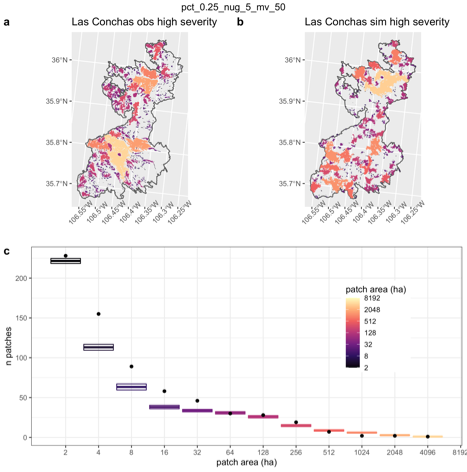 pct_0.25_nug_5_mv_50
a
Las Conchas obs high severity
b
Las Conchas sim high severity
36°N
35.9°N
35.8°N
35.7°N
106.55°W
106.5°W
106.45°W
106.4°W
106.35°W
106.3°W
106.25°W
36°N
35.9°N
35.8°N
35.7°N
106.55°W
106.5°W
106.45°W
106.4°W
106.35°W
106.3°W
106.25°W
c
n patches
200
150
100
50
0
patch area (ha)
8192
2048
512
128
32
8
2
2 4 8 16 32 64 128 256 512 1024 2048 4096 8192
patch area (ha)